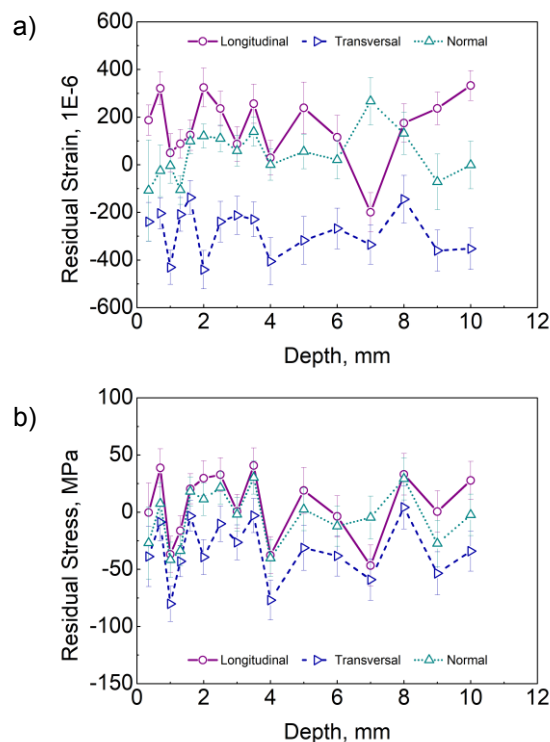 a)
600
400
200
0
-200
-400
-600
Residual Strain, 1E-6
Longitudinal Transversal Normal
0 2 4 6 8 10 12
Depth, mm
b)
100
50
0
-50
-100
-150
Residual Stress, MPa
Longitudinal Transversal Normal
0 2 4 6 8 10 12
Depth, mm